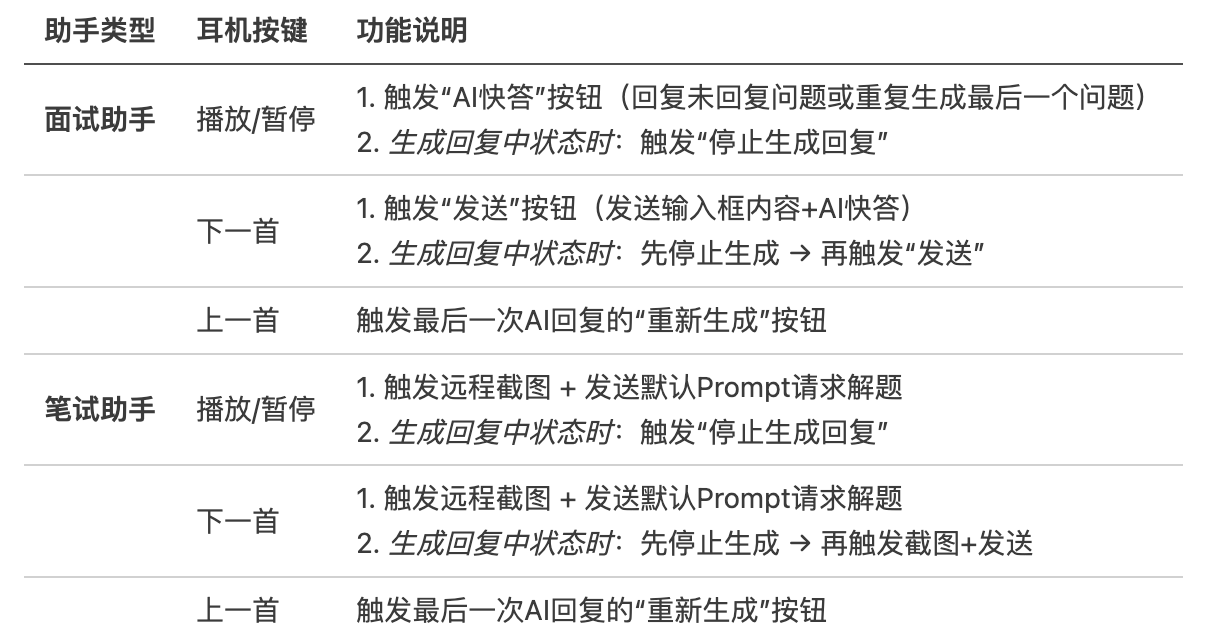 助手类型 耳机按键 功能说明
面试助手 播放/暂停 1. 触发“AI快答”按钮（回复未回复问题或重复生成最后一个问题）
2. 生成回复中状态时：触发“停止生成回复”
下一首 1. 触发“发送”按钮（发送输入框内容+AI快答）
2. 生成回复中状态时：先停止生成 → 再触发“发送”
上一首 触发最后一次AI回复的“重新生成”按钮
笔试助手 播放/暂停 1. 触发远程截图 + 发送默认Prompt请求解题
2. 生成回复中状态时：触发“停止生成回复”
下一首 1. 触发远程截图 + 发送默认Prompt请求解题
2. 生成回复中状态时：先停止生成 → 再触发截图+发送
上一首 触发最后一次AI回复的“重新生成”按钮